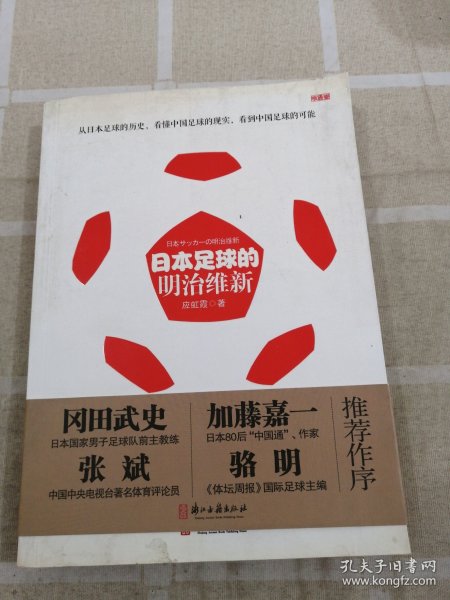 从日本足球的历史，看懂中国足球的现实，看到中国足球的可能
日本サッカーの明治維新
日本足球的
明治维新
应虹霞◎著
冈田武史
日本国家男子足球队前主教练
加藤嘉一
日本80后“中国通”、作家
张斌
中国中央电视台著名体育评论员
骆明
《体坛周报》国际足球主编
推荐作序
浙江古籍出版社
孔夫子旧书网
www.kongfz.com